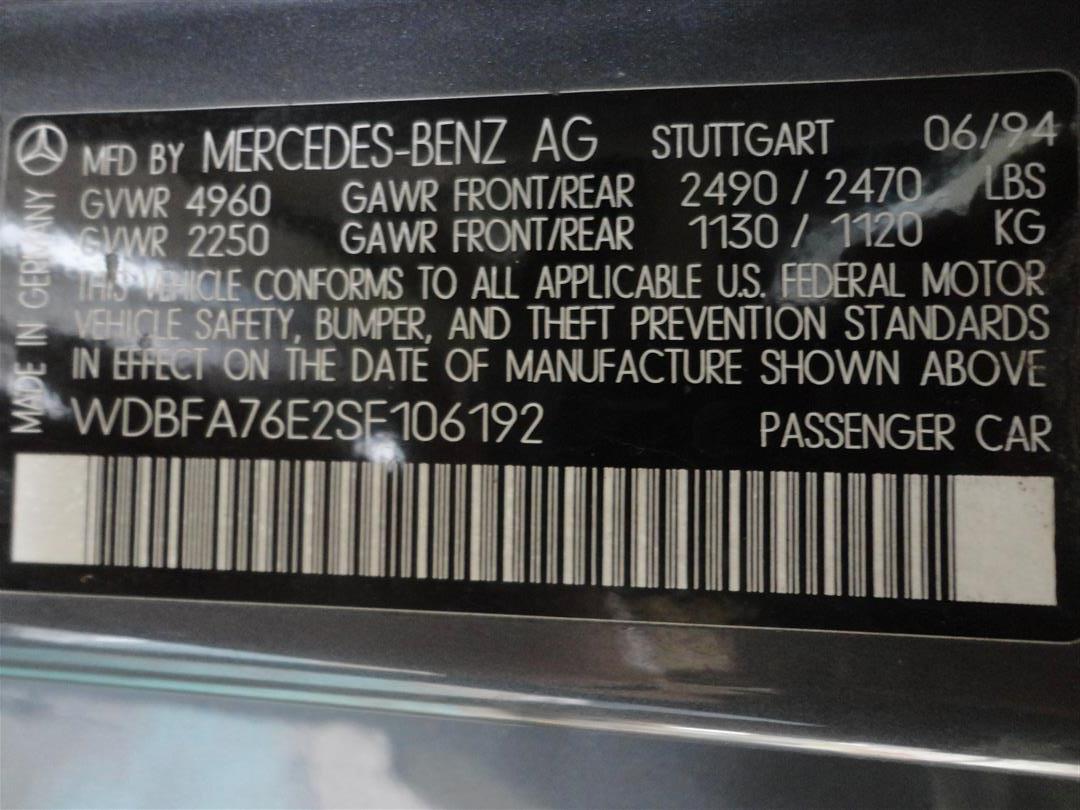 MFD BY MERCEDES-BENZ AG STUTTGART 06/94
GVWR 4960 GAWR FRONT/REAR 2490 / 2470 LBS
GVWR 2250 GAWR FRONT/REAR 1130 / 1120 KG
THIS VEHICLE CONFORMS TO ALL APPLICABLE U.S. FEDERAL MOTOR
VEHICLE SAFETY, BUMPER, AND THEFT PREVENTION STANDARDS
IN EFFECT ON THE DATE OF MANUFACTURE SHOWN ABOVE
WDBFA76E2SF106192 PASSENGER CAR
MADE IN GERMANY